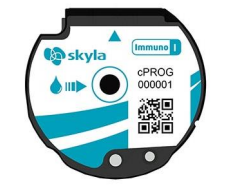 skyla
Immuno I
cPROG
000001